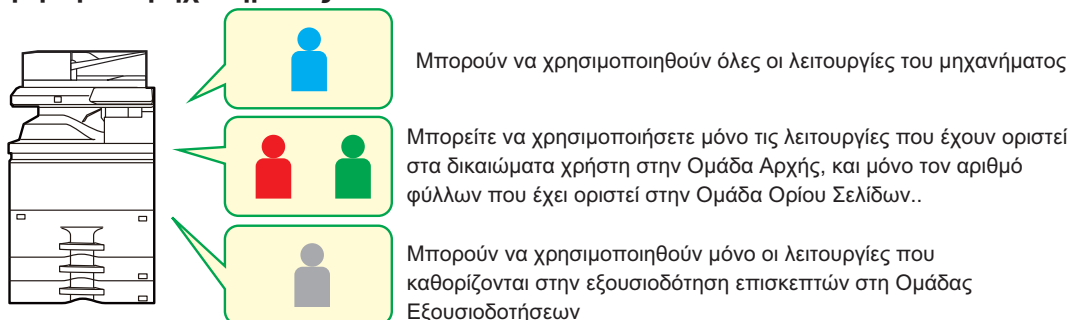 Μπορούν να χρησιμοποιηθούν όλες οι λειτουργίες του μηχανήματος
Μπορείτε να χρησιμοποιήσετε μόνο τις λειτουργίες που έχουν οριστεί
στα δικαιώματα χρήστη στην Ομάδα Αρχής, και μόνο τον αριθμό
φύλλων που έχει οριστεί στην Ομάδα Ορίου Σελίδων..
Μπορούν να χρησιμοποιηθούν μόνο οι λειτουργίες που
καθορίζονται στην εξουσιοδότηση επισκεπτών στη Ομάδας
Εξουσιοδοτήσεων